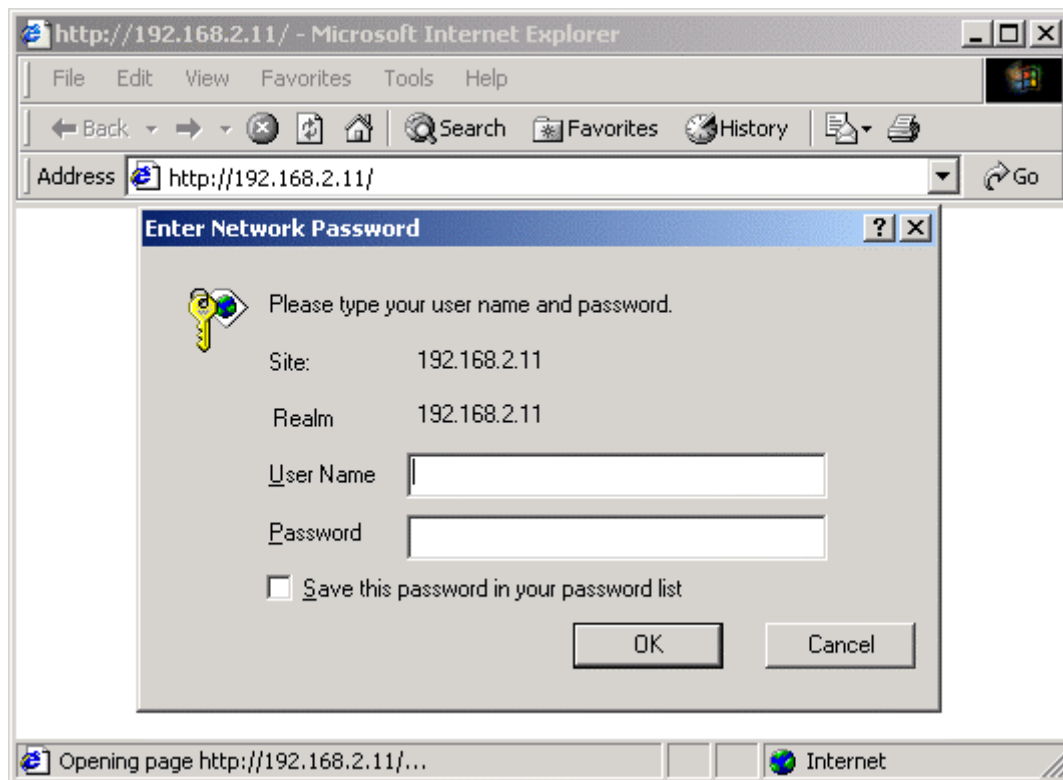 http://192.168.2.11/ - Microsoft Internet Explorer
File Edit View Favorites Tools Help
Back Search Favorites History
Address http://192.168.2.11/ Go
Enter Network Password
Please type your user name and password.
Site: 192.168.2.11
Realm 192.168.2.11
User Name
Password
Save this password in your password list
OK Cancel
Opening page http://192.168.2.11/... Internet